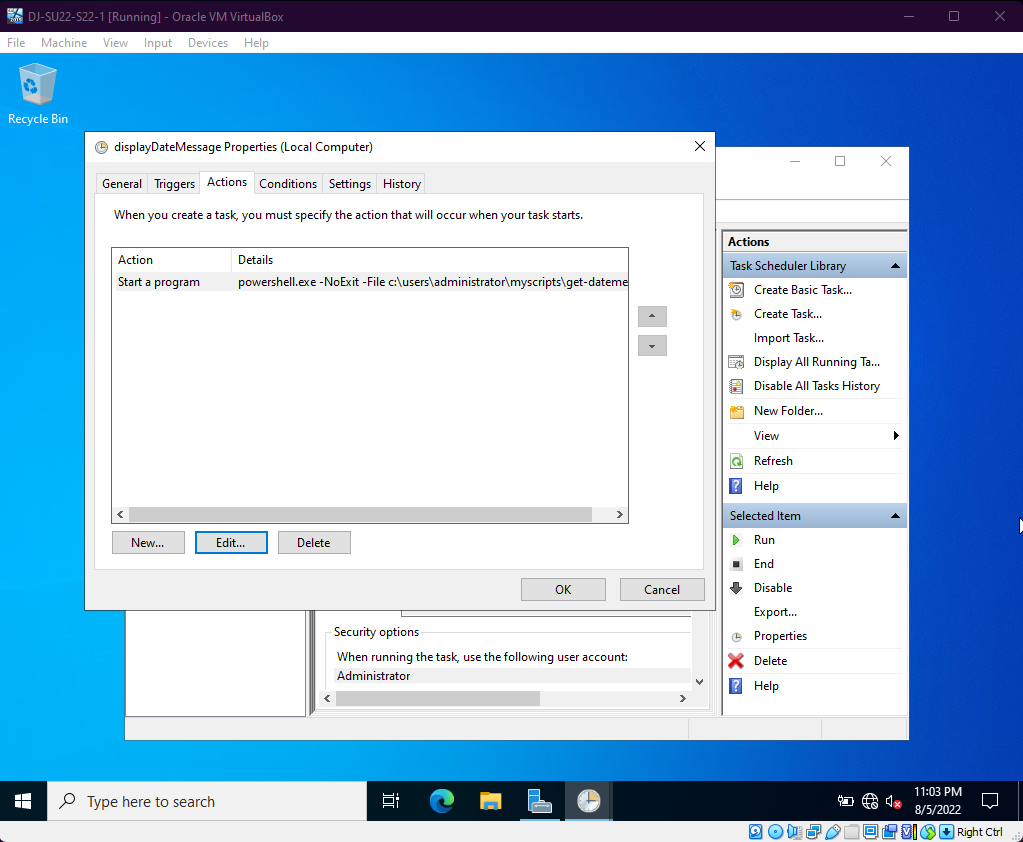 DJ-SU22-S22-1 [Running] - Oracle VM VirtualBox
File Machine View Input Devices Help
Recycle Bin
displayDateMessage Properties (Local Computer)
General Triggers Actions Conditions Settings History
When you create a task, you must specify the action that will occur when your task starts.
Action Details
Start a program powershell.exe -NoExit -File c:\users\administrator\myscripts\get-dateme
New... Edit... Delete
OK Cancel
Security options
When running the task, use the following user account:
Administrator
Actions
Task Scheduler Library
Create Basic Task...
Create Task...
Import Task...
Display All Running Ta...
Disable All Tasks History
New Folder...
View
Refresh
Help
Selected Item
Run
End
Disable
Export...
Properties
Delete
Help
Type here to search
11:03 PM
8/5/2022
Right Ctrl